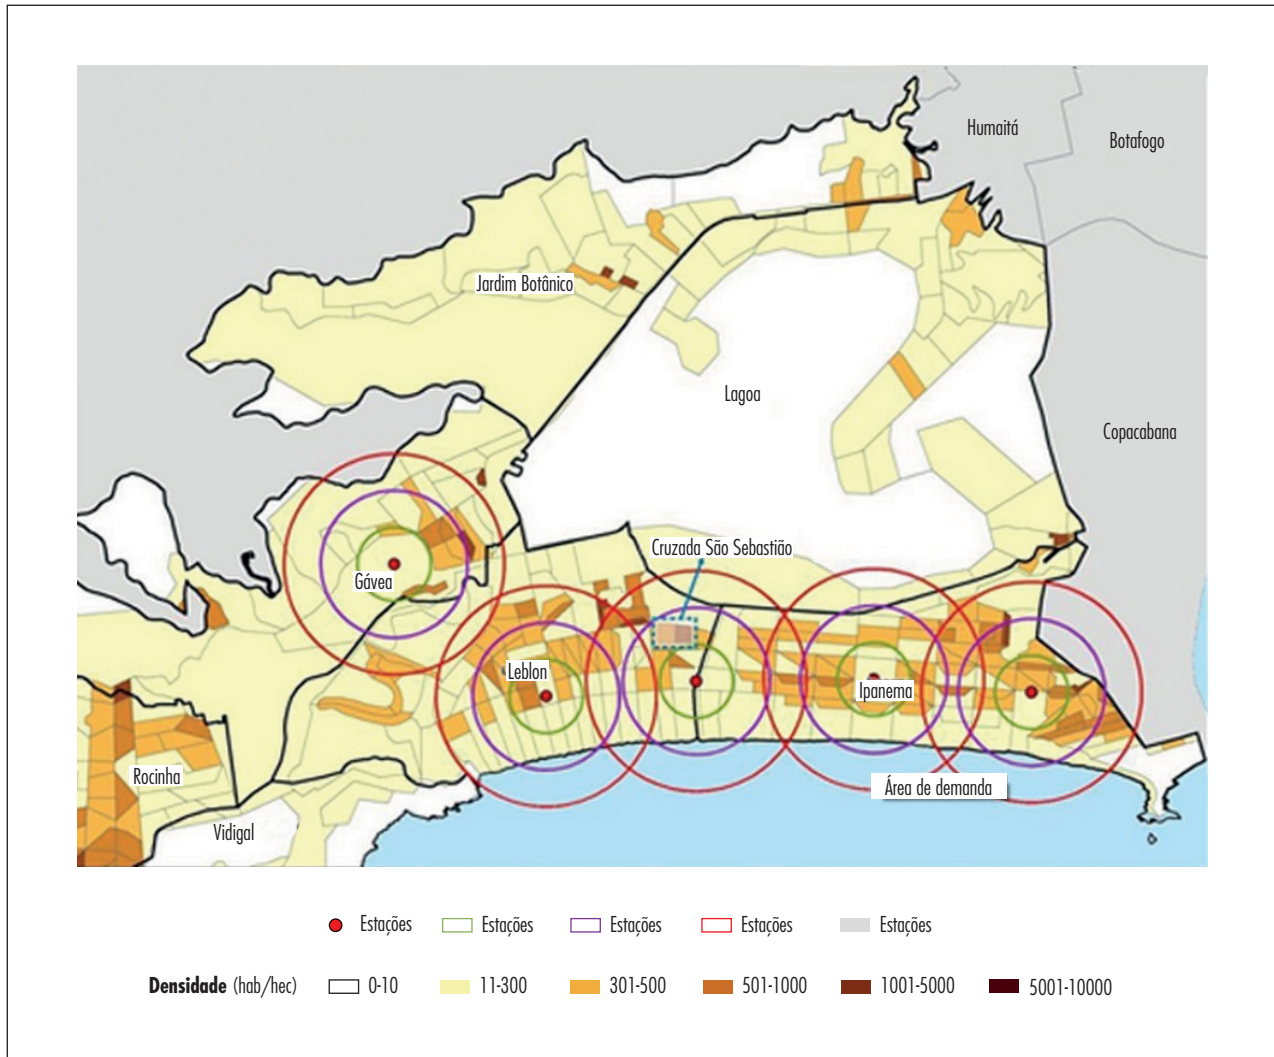 Humaitá
Botafogo
Jardim Botânico
Lagoa
Copacabana
Cruzada São Sebastião
Gávea
Leblon
Ipanema
Rocinha
Área de demanda
Vidigal
Estações Estações Estações Estações Estações
Densidade (hab/hec) 0-10 11-300 301-500 501-1000 1001-5000 5001-10000